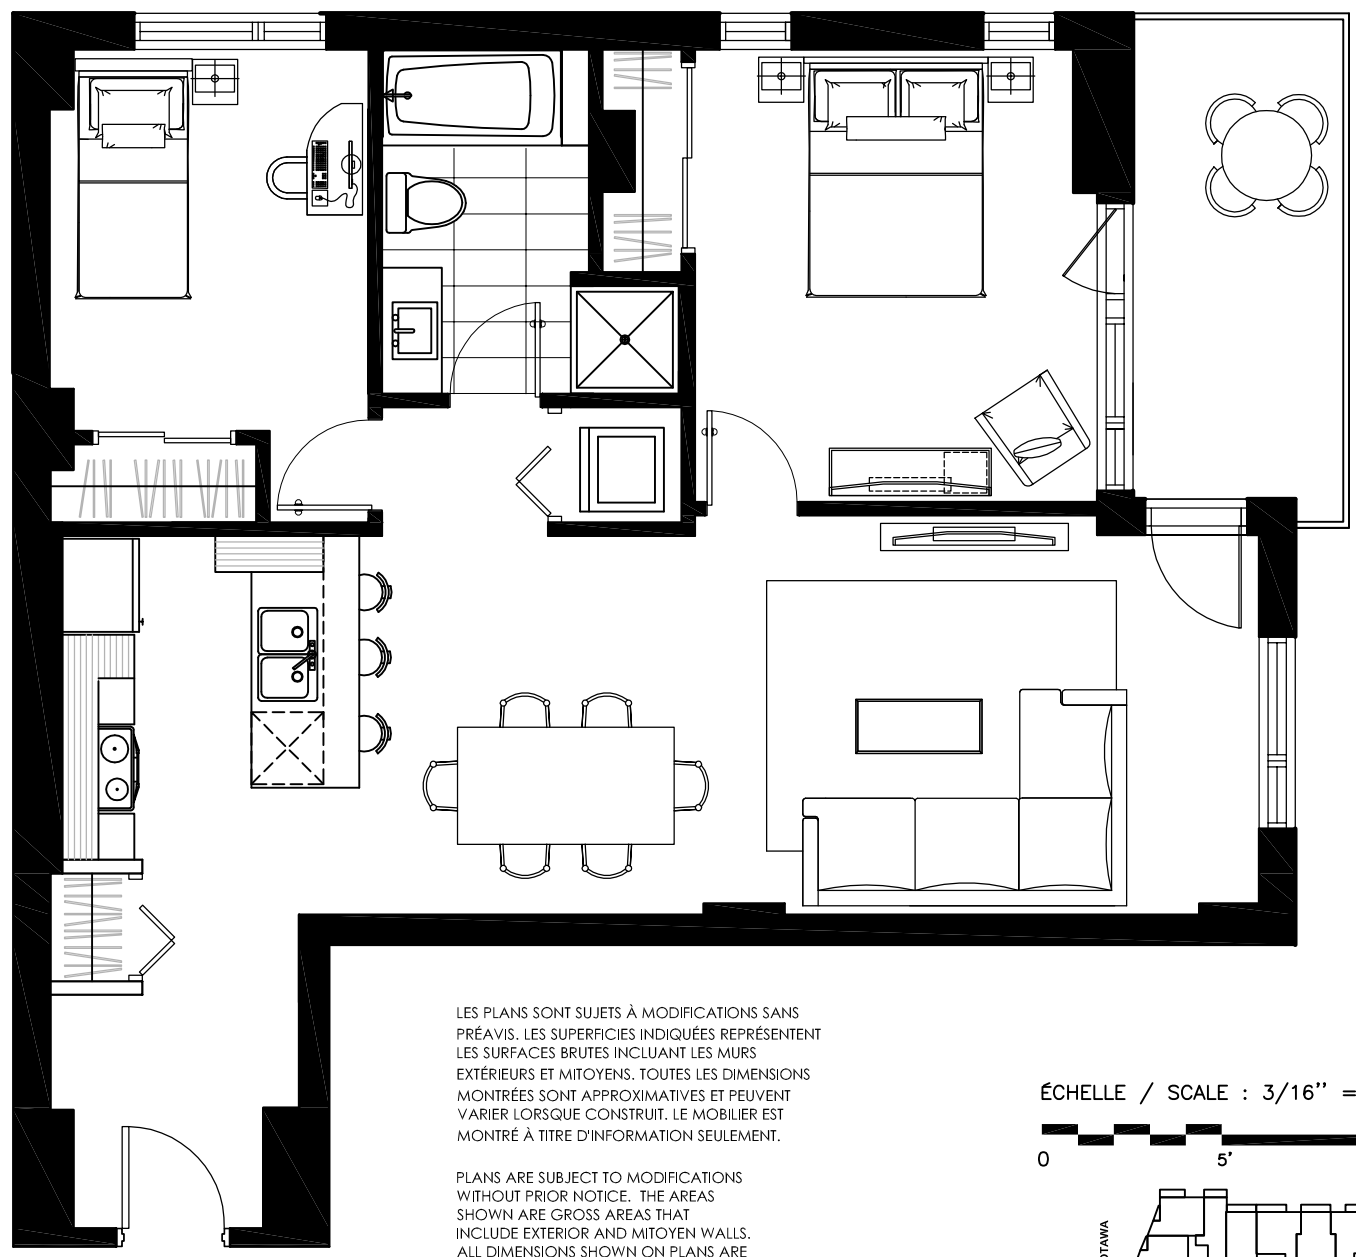 LES PLANS SONT SUJETS À MODIFICATIONS SANS
PRÉAVIS. LES SUPERFICIES INDIQUÉES REPRÉSENTENT
LES SURFACES BRUTES INCLUANT LES MURS
EXTÉRIEURS ET MITOYENS. TOUTES LES DIMENSIONS
MONTRÉES SONT APPROXIMATIVES ET PEUVENT
VARIER LORSQUE CONSTRUIT. LE MOBILIER EST
MONTRÉ À TITRE D'INFORMATION SEULEMENT.
PLANS ARE SUBJECT TO MODIFICATIONS
WITHOUT PRIOR NOTICE. THE AREAS
SHOWN ARE GROSS AREAS THAT
INCLUDE EXTERIOR AND MITOYEN WALLS.
ALL DIMENSIONS SHOWN ON PLANS ARE
ÉCHELLE / SCALE : 3/16'' =
0 5'